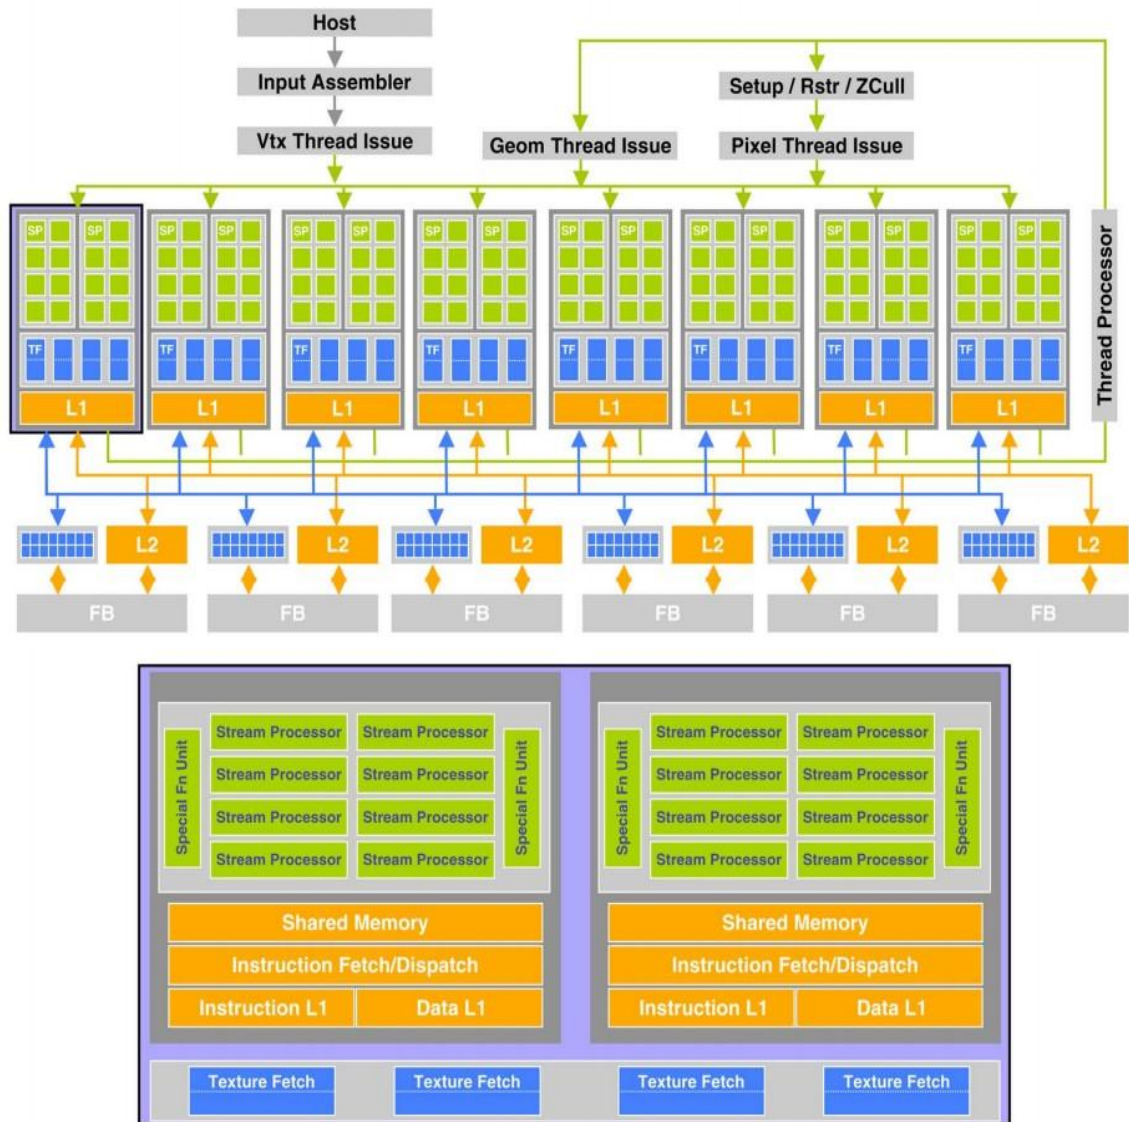 Host
Input Assembler
Setup / Rstr / ZCull
Vtx Thread Issue
Geom Thread Issue
Pixel Thread Issue
SP SP SP SP SP SP SP SP SP SP SP SP SP SP SP SP
Thread Processor
TF TF TF TF TF TF TF TF
L1 L1 L1 L1 L1 L1 L1 L1
L2 L2 L2 L2 L2 L2
FB FB FB FB FB FB
Special Fn Unit
Stream Processor Stream Processor
Stream Processor Stream Processor
Stream Processor Stream Processor
Stream Processor Stream Processor
Special Fn Unit
Shared Memory
Instruction Fetch/Dispatch
Instruction L1 Data L1
Special Fn Unit
Stream Processor Stream Processor
Stream Processor Stream Processor
Stream Processor Stream Processor
Stream Processor Stream Processor
Special Fn Unit
Shared Memory
Instruction Fetch/Dispatch
Instruction L1 Data L1
Texture Fetch Texture Fetch Texture Fetch Texture Fetch